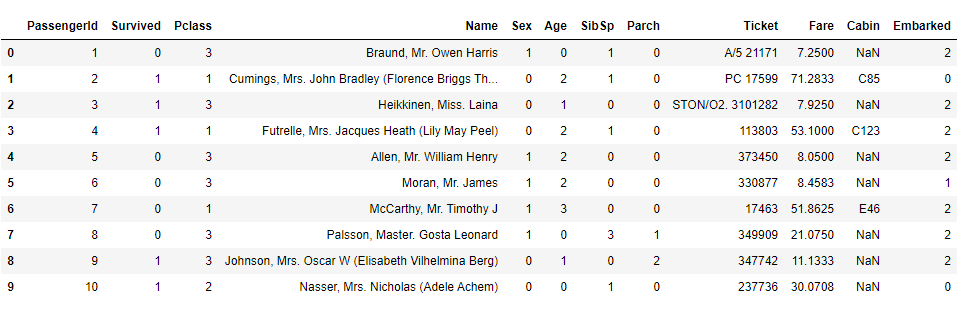 PassengerId Survived Pclass Name Sex Age SibSp Parch Ticket Fare Cabin Embarked
0 1 0 3 Braund, Mr. Owen Harris 1 0 1 0 A/5 21171 7.2500 NaN 2
1 2 1 1 Cumings, Mrs. John Bradley (Florence Briggs Th... 0 2 1 0 PC 17599 71.2833 C85 0
2 3 1 3 Heikkinen, Miss. Laina 0 1 0 0 STON/O2. 3101282 7.9250 NaN 2
3 4 1 1 Futrelle, Mrs. Jacques Heath (Lily May Peel) 0 2 1 0 113803 53.1000 C123 2
4 5 0 3 Allen, Mr. William Henry 1 2 0 0 373450 8.0500 NaN 2
5 6 0 3 Moran, Mr. James 1 2 0 0 330877 8.4583 NaN 1
6 7 0 1 McCarthy, Mr. Timothy J 1 3 0 0 17463 51.8625 E46 2
7 8 0 3 Palsson, Master. Gosta Leonard 1 0 3 1 349909 21.0750 NaN 2
8 9 1 3 Johnson, Mrs. Oscar W (Elisabeth Vilhelmina Berg) 0 1 0 2 347742 11.1333 NaN 2
9 10 1 2 Nasser, Mrs. Nicholas (Adele Achem) 0 0 1 0 237736 30.0708 NaN 0